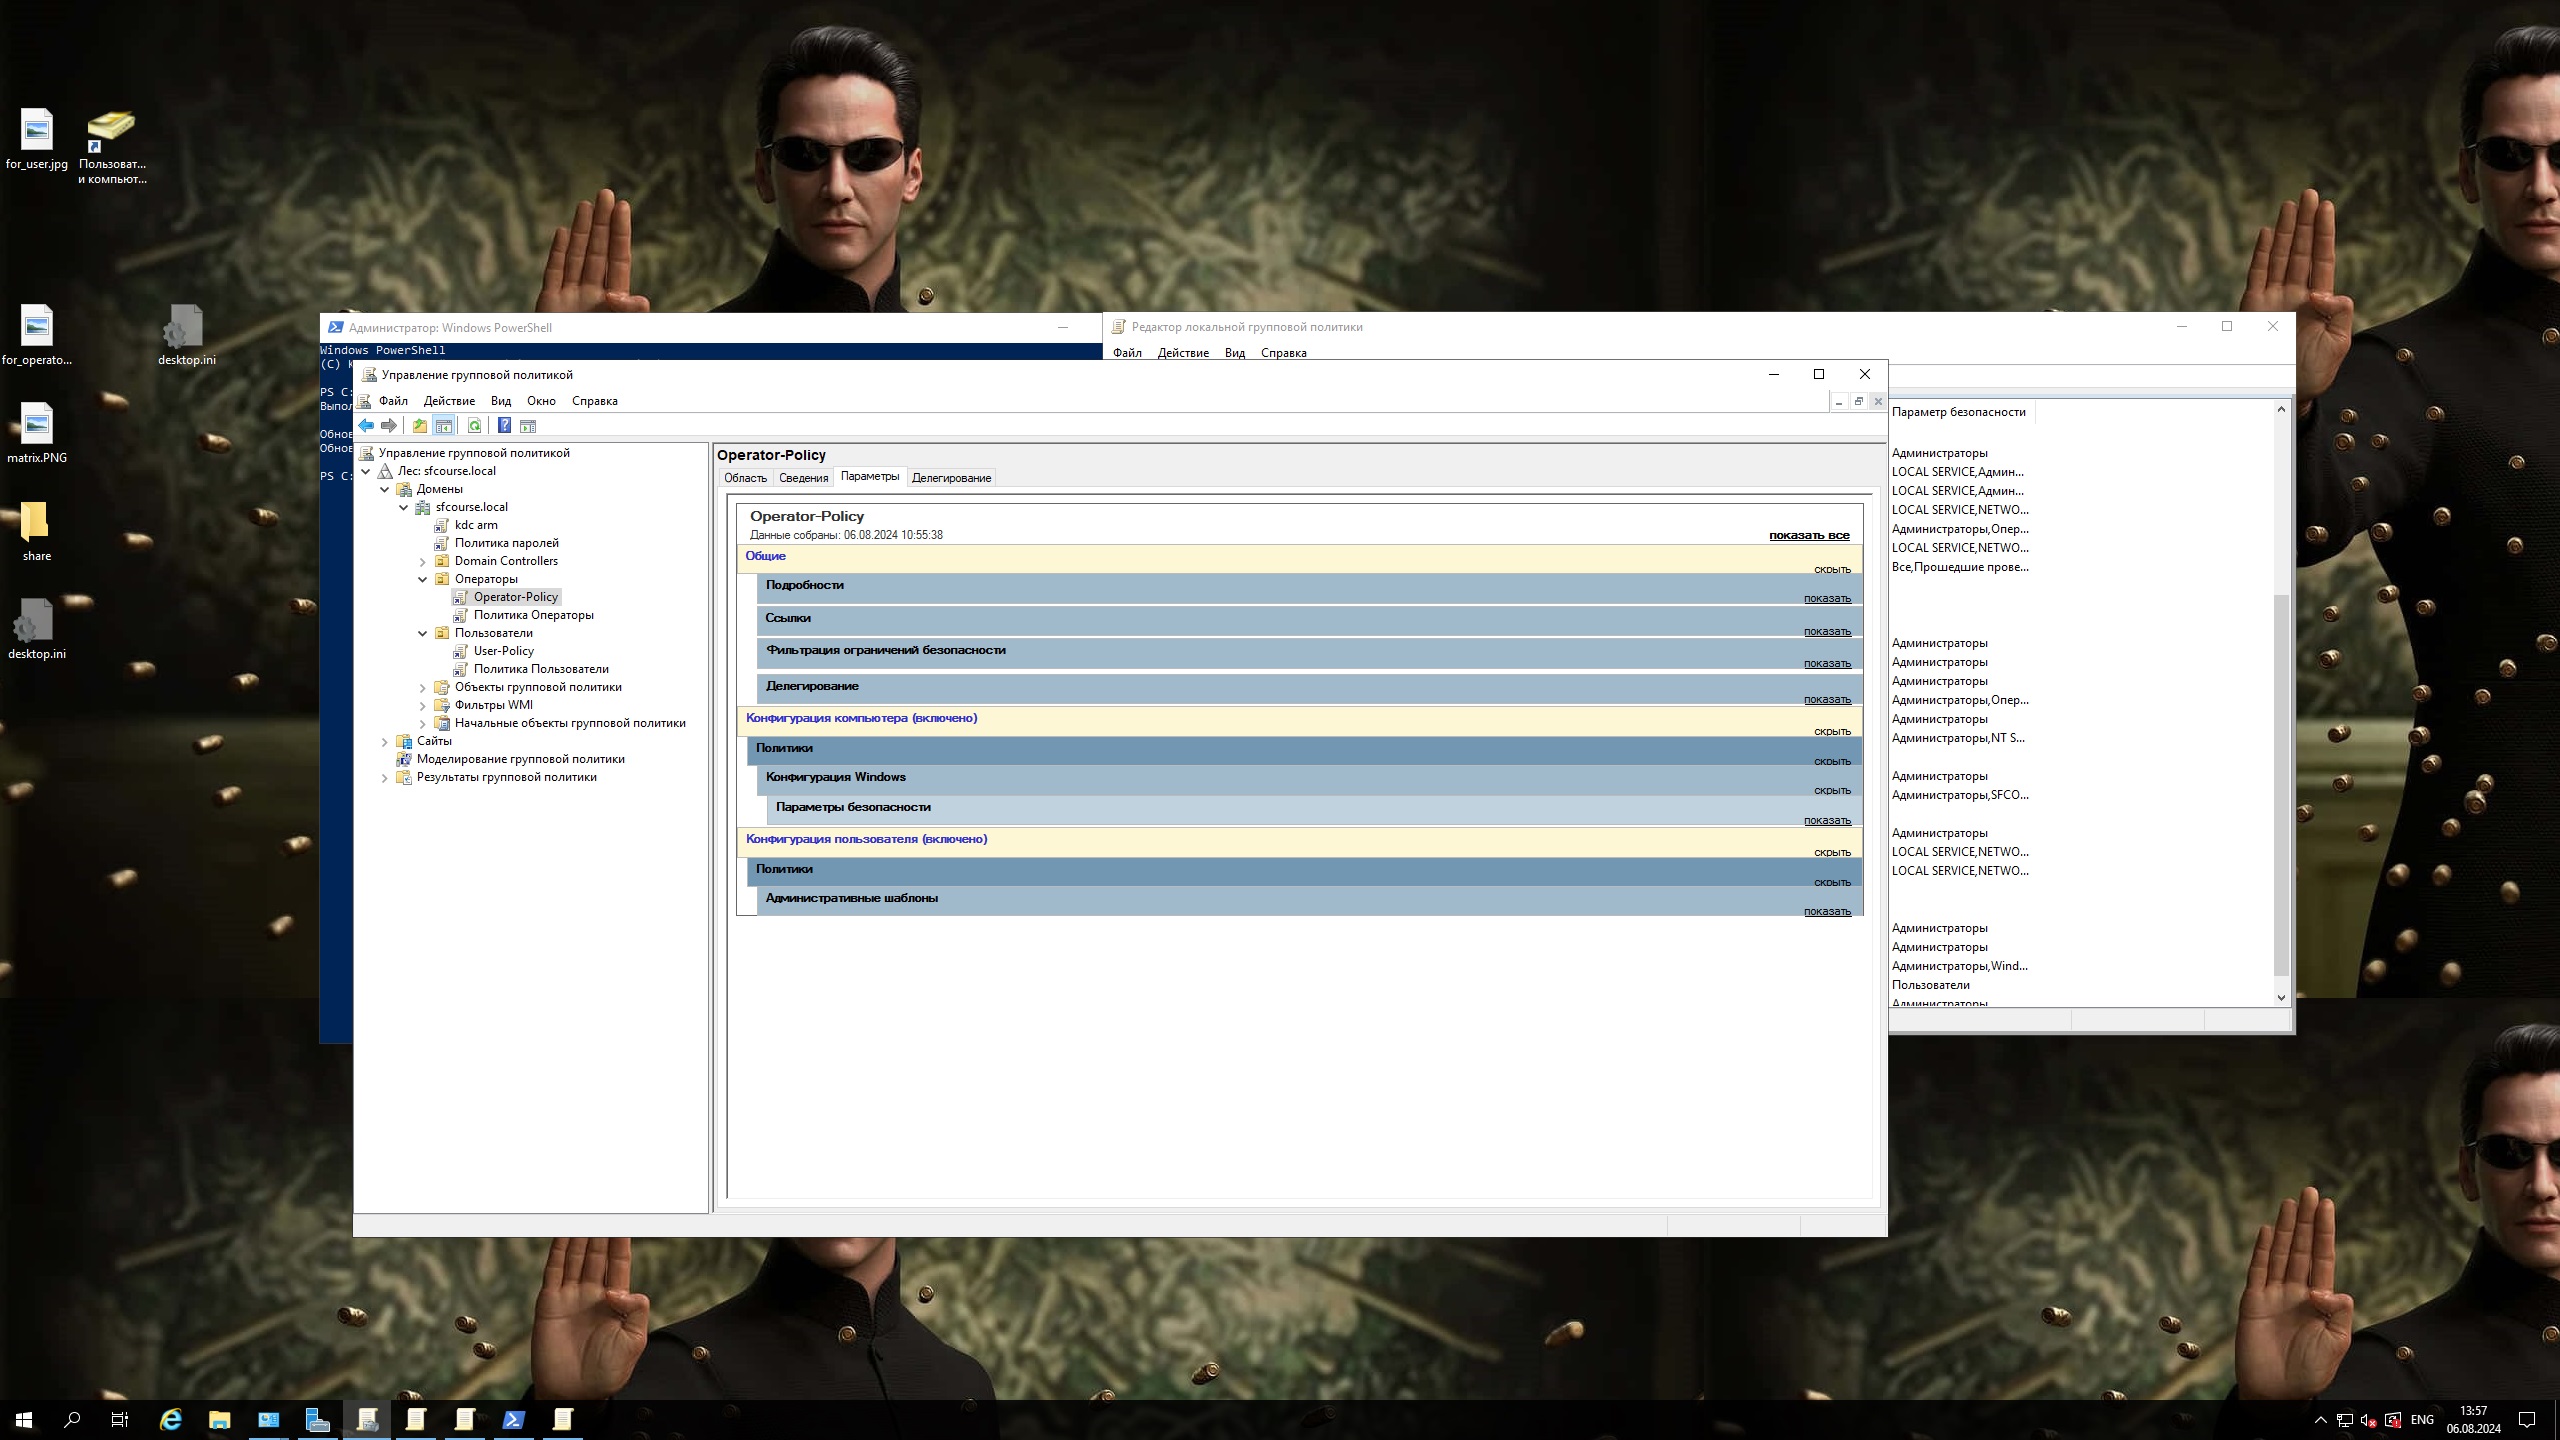 for_user.jpg
Пользоват...
и компьют...
for_operato...
desktop.ini
matrix.PNG
share
desktop.ini
Администратор: Windows PowerShell
Windows PowerShell
(C)
PS C:
Выпол
Обнов
Обнов
PS C:
Редактор локальной групповой политики
Файл Действие Вид Справка
Управление групповой политикой
Файл Действие Вид Окно Справка
Управление групповой политикой
Лес: sfcourse.local
Домены
sfcourse.local
kdc arm
Политика паролей
Domain Controllers
Операторы
Operator-Policy
Политика Операторы
Пользователи
User-Policy
Политика Пользователи
Объекты групповой политики
Фильтры WMI
Начальные объекты групповой политики
Сайты
Моделирование групповой политики
Результаты групповой политики
Operator-Policy
Область Сведения Параметры Делегирование
Operator-Policy
Данные собраны: 06.08.2024 10:55:38 показать все
Общие
скрыть
Подробности
показать
Ссылки
показать
Фильтрация ограничений безопасности
показать
Делегирование
показать
Конфигурация компьютера (включено)
скрыть
Политики
скрыть
Конфигурация Windows
скрыть
Параметры безопасности
показать
Конфигурация пользователя (включено)
скрыть
Политики
скрыть
Административные шаблоны
показать
Параметр безопасности
Администраторы
LOCAL SERVICE,Админ...
LOCAL SERVICE,Админ...
LOCAL SERVICE,NETWO...
Администраторы,Опер...
LOCAL SERVICE,NETWO...
Все,Прошедшие прове...
Администраторы
Администраторы
Администраторы
Администраторы,Опер...
Администраторы
Администраторы,NT S...
Администраторы
Администраторы,SFCO...
Администраторы
LOCAL SERVICE,NETWO...
LOCAL SERVICE,NETWO...
Администраторы
Администраторы
Администраторы,Wind...
Пользователи
Администраторы
ENG
13:57
06.08.2024